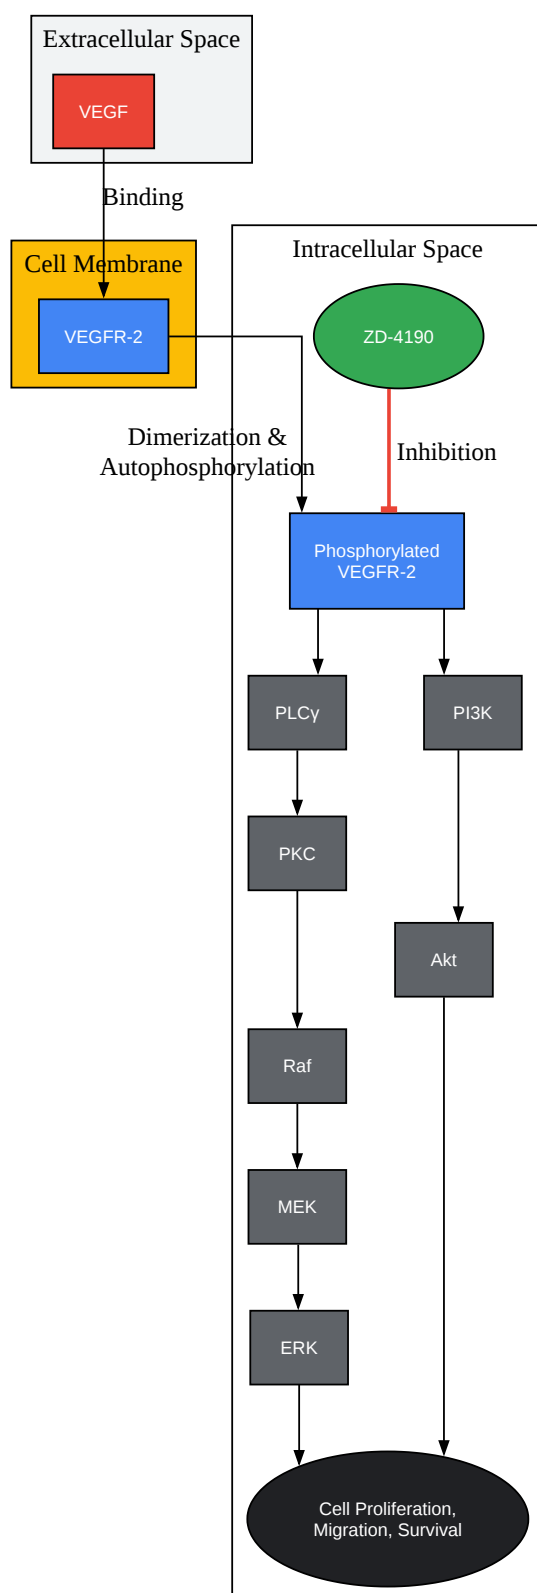 Extracellular Space
VEGF
Binding
Cell Membrane
VEGFR-2
Intracellular Space
ZD-4190
Dimerization &
Autophosphorylation
Inhibition
Phosphorylated
VEGFR-2
PLCγ
PI3K
PKC
Akt
Raf
MEK
ERK
Cell Proliferation,
Migration, Survival